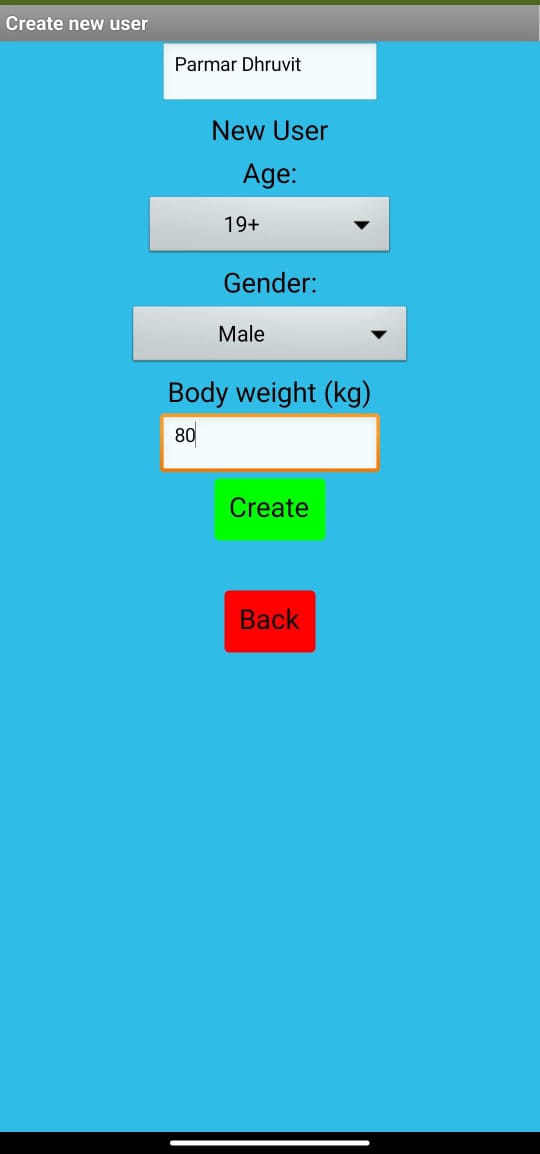 Create new user
Parmar Dhruvit
New User
Age:
19+
Gender:
Male
Body weight (kg)
80
Create
Back